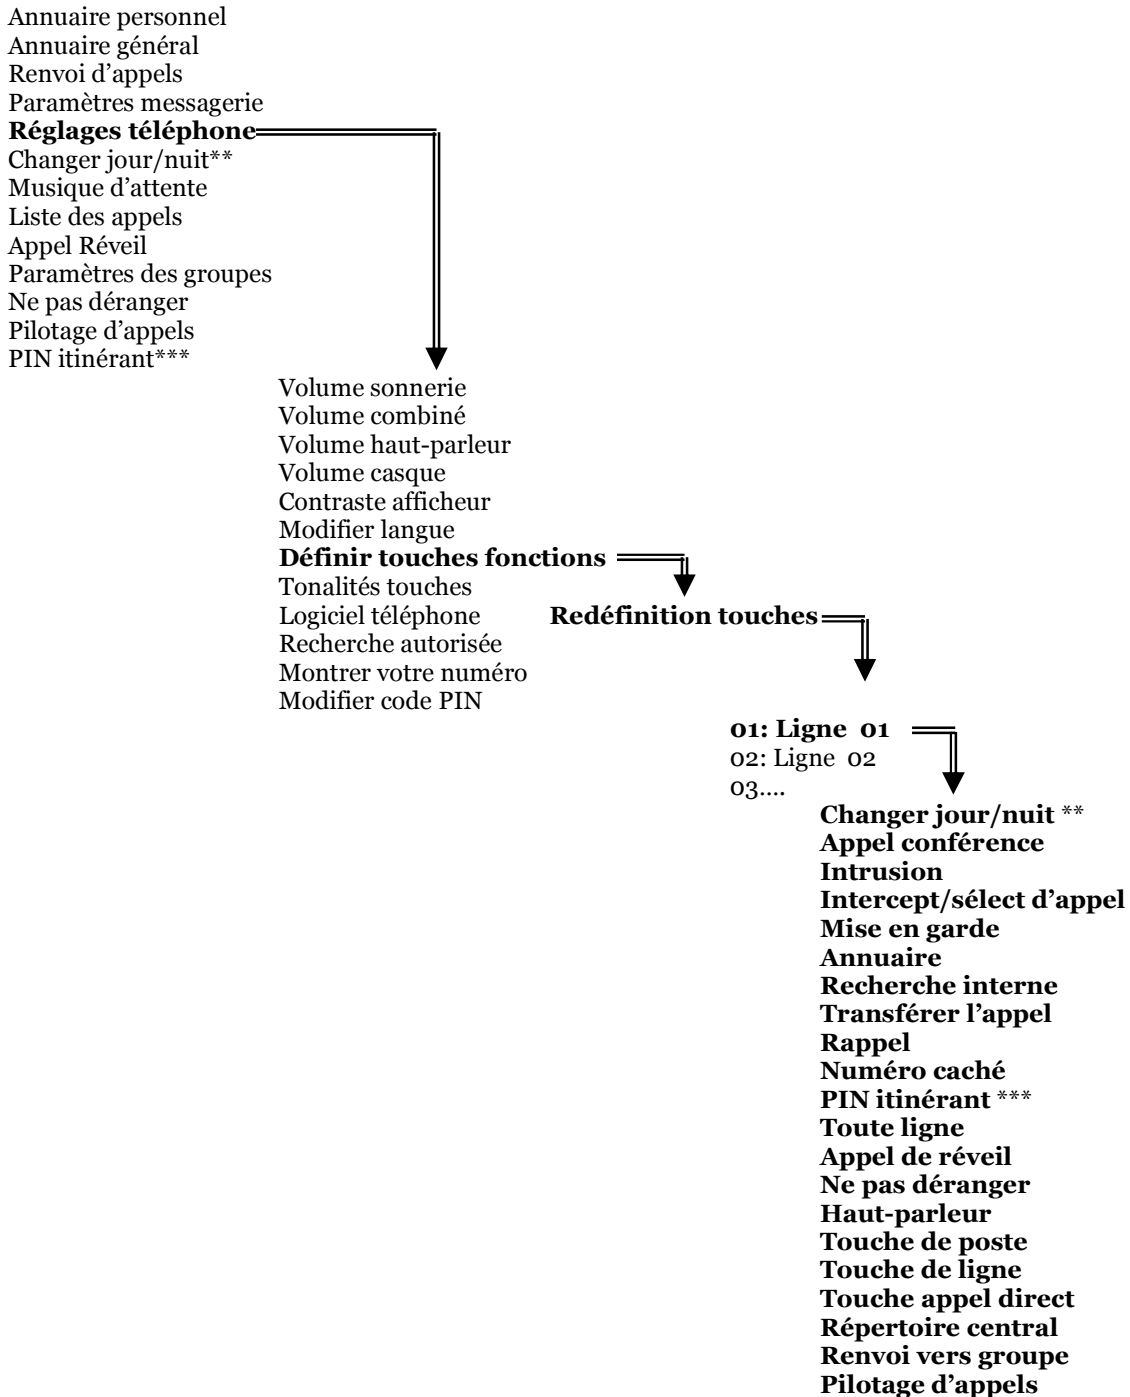 Annuaire personnel
Annuaire général
Renvoi d’appels
Paramètres messagerie
Réglages téléphone
Changer jour/nuit**
Musique d’attente
Liste des appels
Appel Réveil
Paramètres des groupes
Ne pas déranger
Pilotage d’appels
PIN itinérant***
Volume sonnerie
Volume combiné
Volume haut-parleur
Volume casque
Contraste afficheur
Modifier langue
Définir touches fonctions
Tonalités touches
Logiciel téléphone
Recherche autorisée
Montrer votre numéro
Modifier code PIN
Redéfinition touches
01: Ligne 01
02: Ligne 02
03....
Changer jour/nuit **
Appel conférence
Intrusion
Intercept/sélect d’appel
Mise en garde
Annuaire
Recherche interne
Transférer l’appel
Rappel
Numéro caché
PIN itinérant ***
Toute ligne
Appel de réveil
Ne pas déranger
Haut-parleur
Touche de poste
Touche de ligne
Touche appel direct
Répertoire central
Renvoi vers groupe
Pilotage d’appels